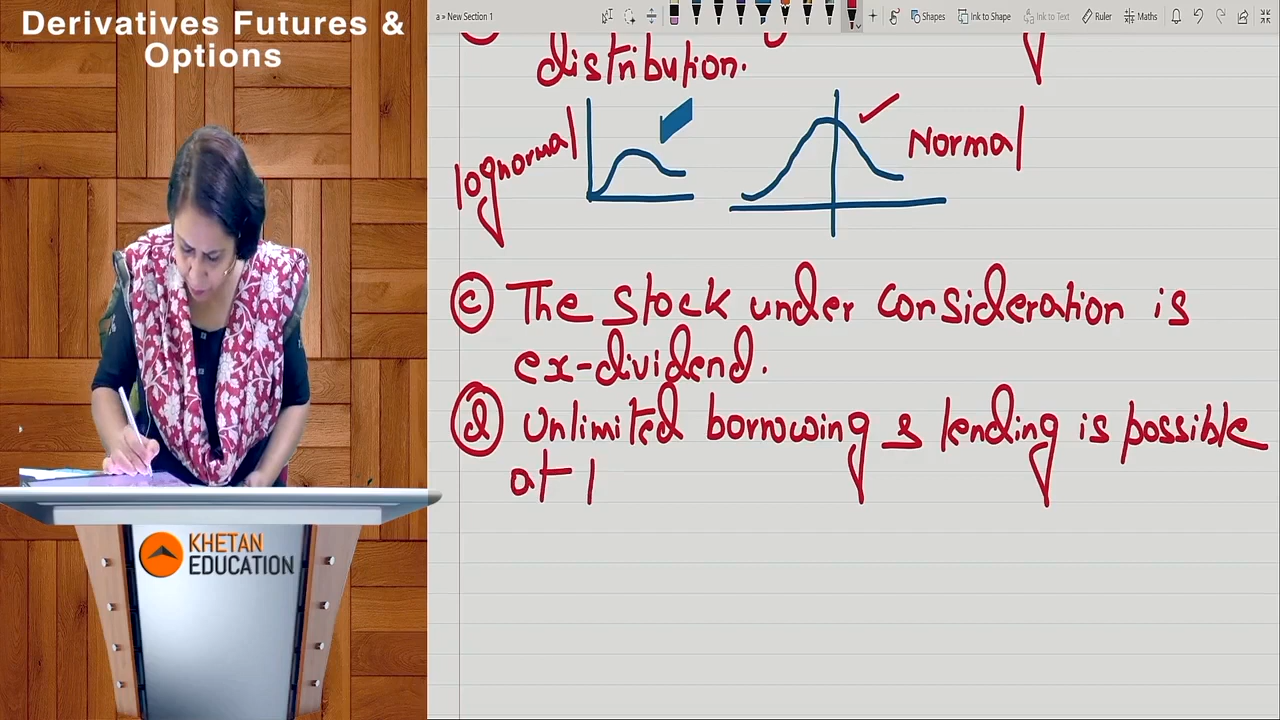 Derivatives Futures &
Options
a » New Section 1
Shapes
Ink to Shape
Ink to Text
Ruler
Maths
distribution.
lognormal
Normal
c The stock under consideration is
ex-dividend.
d Unlimited borrowing & lending is possible
at
KHETAN
EDUCATION